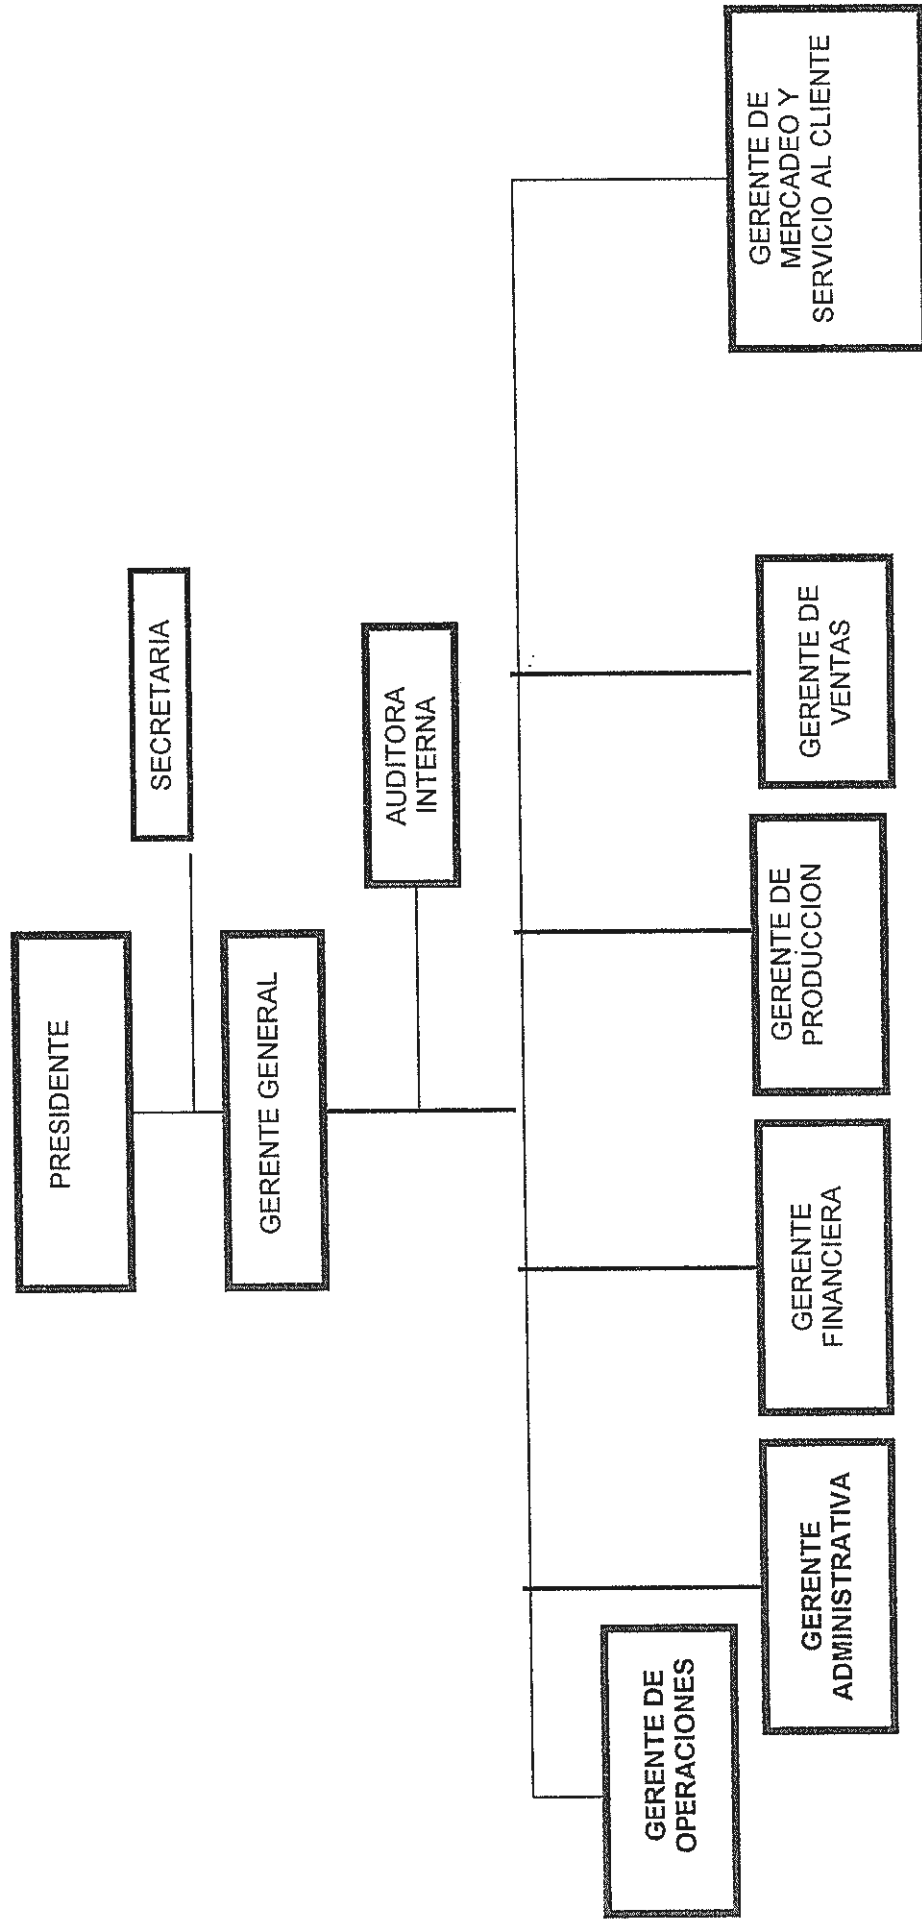 PRESIDENTE
SECRETARIA
GERENTE GENERAL
AUDITORA
INTERNA
GERENTE DE
OPERACIONES
GERENTE
ADMINISTRATIVA
GERENTE
FINANCIERA
GERENTE DE
PRODUCCION
GERENTE DE
VENTAS
GERENTE DE
MERCADEO Y
SERVICIO AL CLIENTE